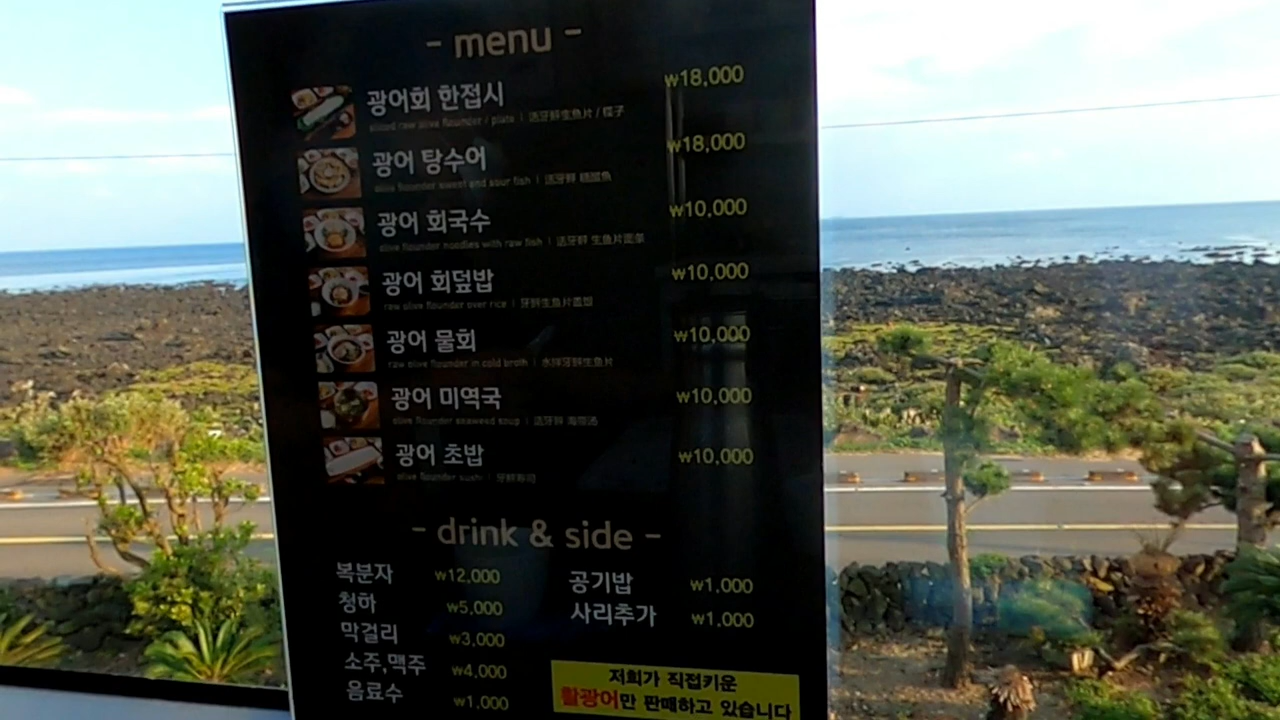 - menu -
광어회 한접시 ₩18,000
sliced raw olive flounder / plate |
광어 탕수어 ₩18,000
olive flounder sweet and sour fish |
광어 회국수 ₩10,000
olive flounder noodles with raw fish | 生魚片面条
광어 회덮밥 ₩10,000
raw olive flounder over rice |
광어 물회 ₩10,000
raw olive flounder in cold broth |
광어 미역국 ₩10,000
olive flounder seaweed soup |
광어 초밥 ₩10,000
olive flounder sushi |
- drink & side -
복분자 ₩12,000 공기밥 ₩1,000
청하 ₩5,000 사리추가 ₩1,000
막걸리 ₩3,000
소주,맥주 ₩4,000
음료수 ₩1,000
저희가 직접키운
활광어만 판매하고 있습니다